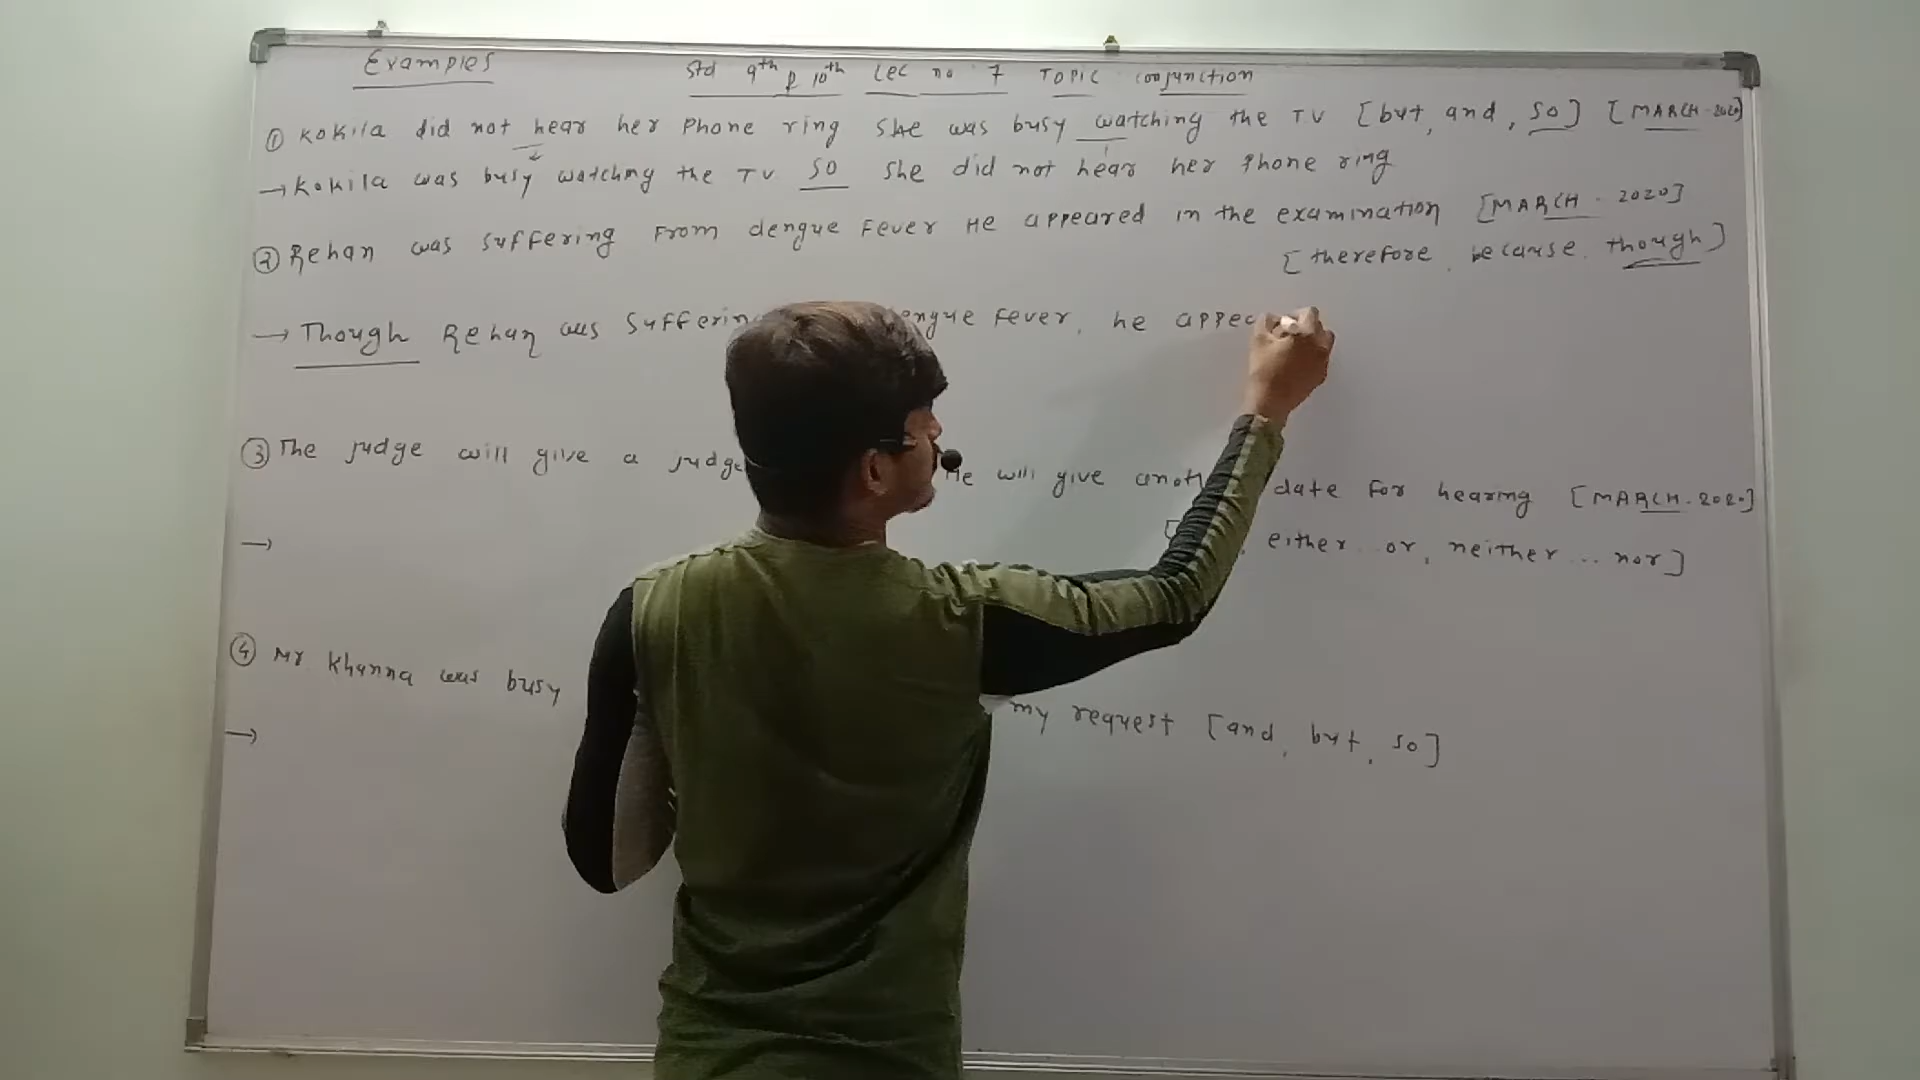 Examples
Std 9th & 10th Lec no 7 Topic conjunction
① Kokila did not hear her phone ring she was busy watching the T.V [but, and, so] [MARCH-2020]
→ Kokila was busy watching the TV so she did not hear her phone ring
② Rehan was suffering from dengue fever He appeared in the examination [MARCH-2020]
[therefore, because, though]
→ Though Rehan was suffering engue fever, he appea
③ The judge will give a judge He will give anoth date for hearing [MARCH-2020]
either..or, neither...nor]
→
④ Mr Khanna was busy my request [and, but, so]
→